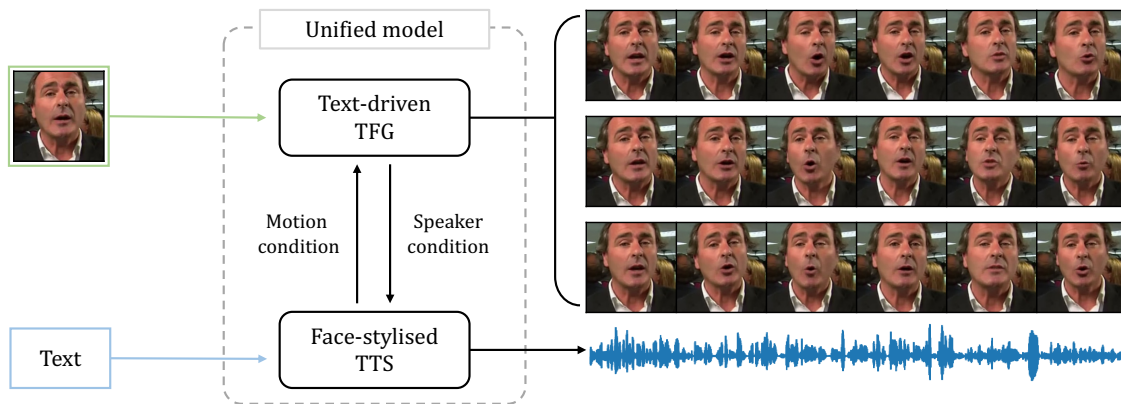 Unified model
Text-driven
TFG
Motion
condition
Speaker
condition
Text
Face-stylised
TTS